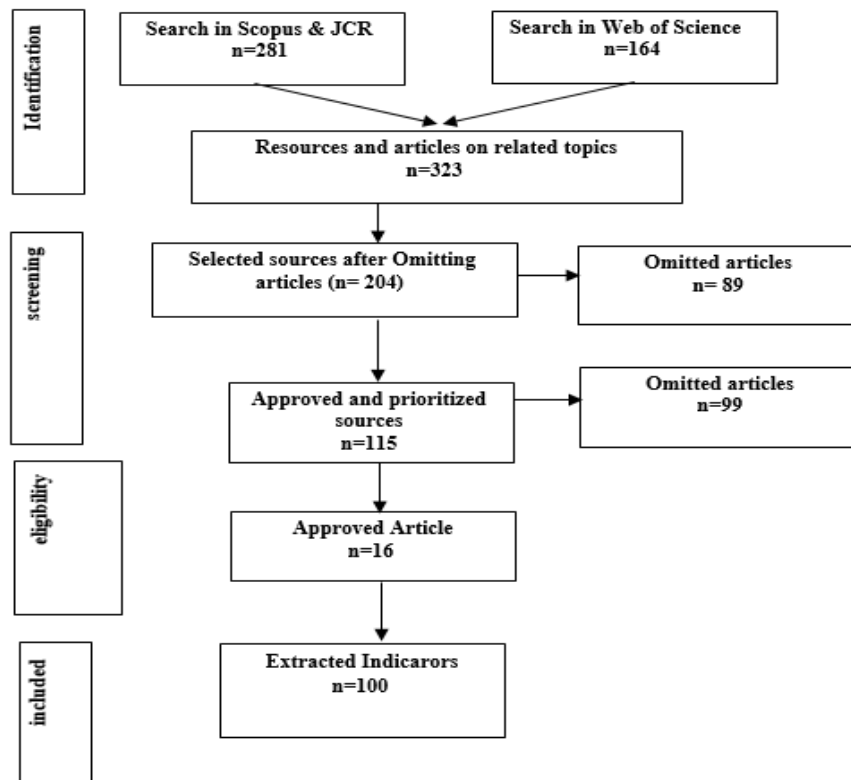 Identification
Search in Scopus & JCR
n=281
Search in Web of Science
n=164
Resources and articles on related topics
n=323
screening
Selected sources after Omitting
articles (n= 204)
Omitted articles
n= 89
Approved and prioritized
sources
n=115
Omitted articles
n=99
eligibility
Approved Article
n=16
included
Extracted Indicarors
n=100